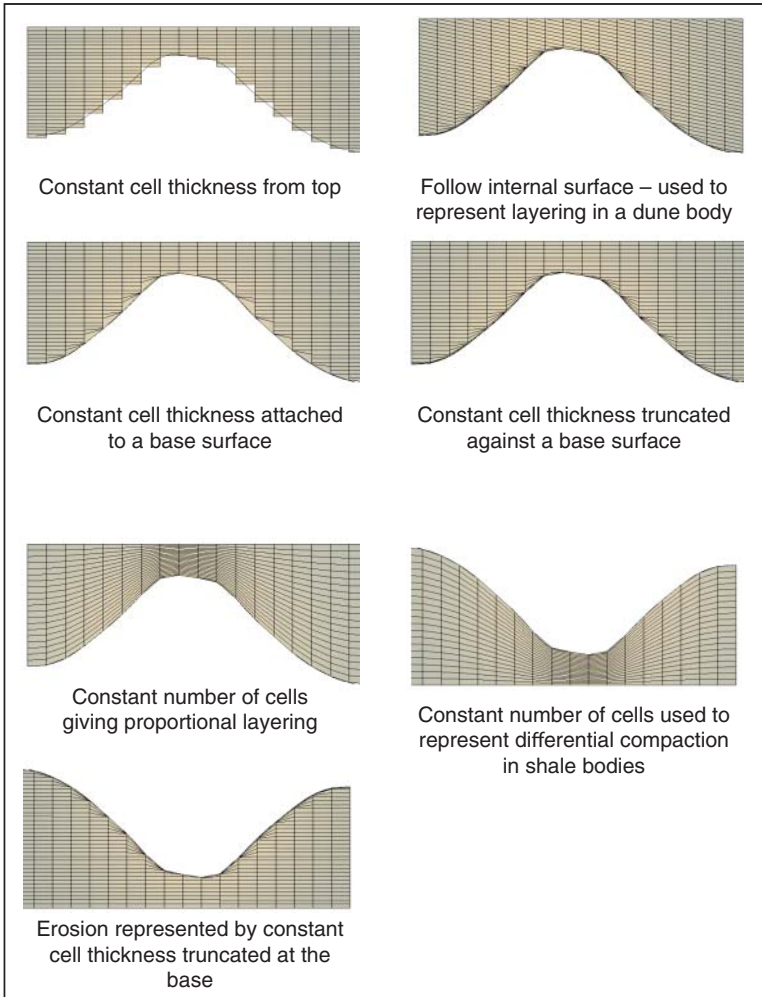 Constant cell thickness from top
Follow internal surface – used to
represent layering in a dune body
Constant cell thickness attached
to a base surface
Constant cell thickness truncated
against a base surface
Constant number of cells
giving proportional layering
Constant number of cells used to
represent differential compaction
in shale bodies
Erosion represented by constant
cell thickness truncated at the
base